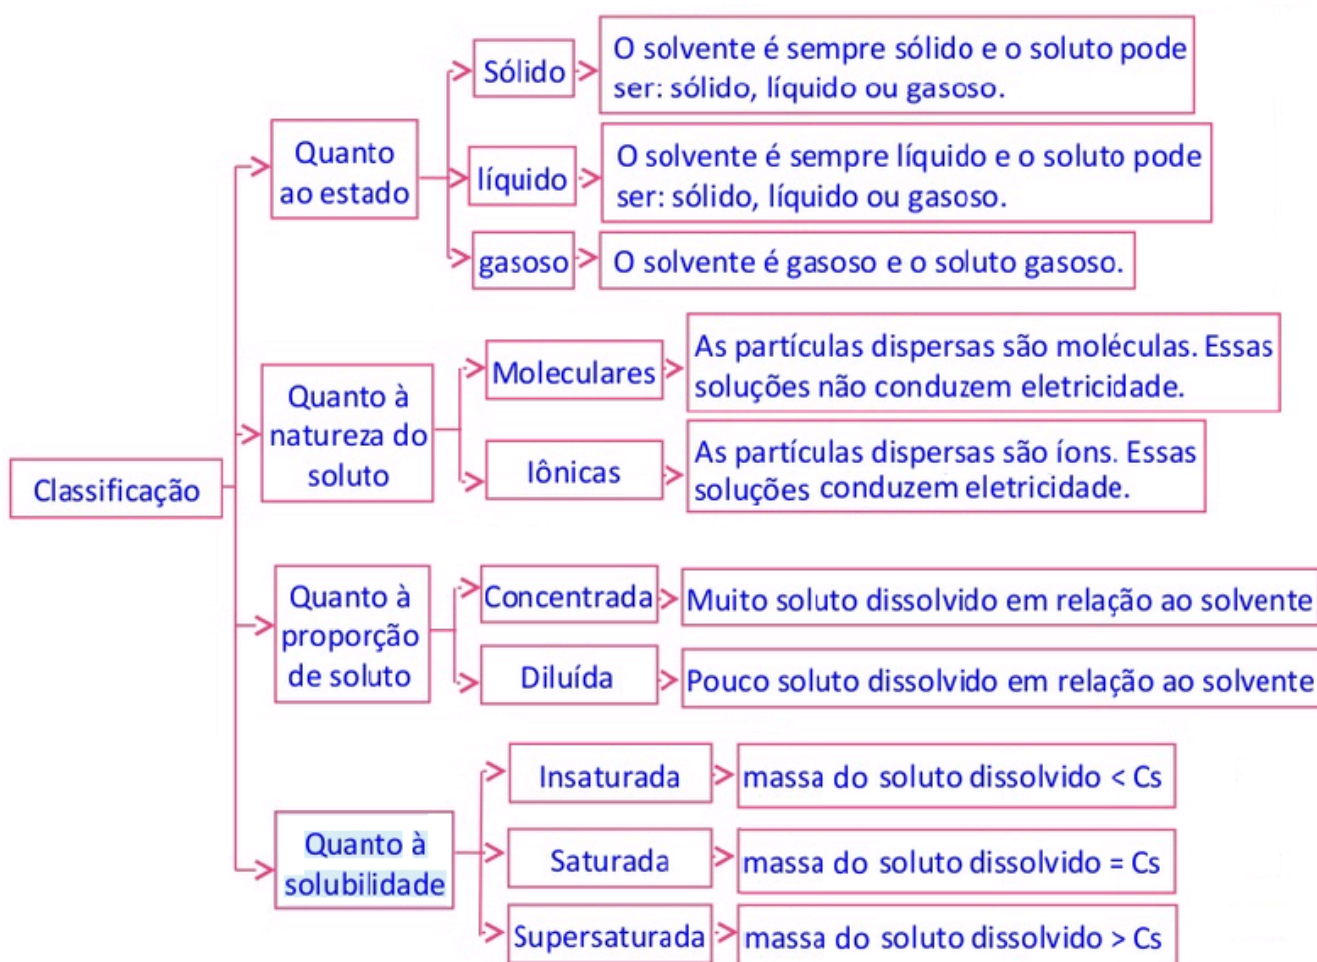 Classificação
Quanto
ao estado
Sólido
O solvente é sempre sólido e o soluto pode
ser: sólido, líquido ou gasoso.
líquido
O solvente é sempre líquido e o soluto pode
ser: sólido, líquido ou gasoso.
gasoso
O solvente é gasoso e o soluto gasoso.
Quanto à
natureza do
soluto
Moleculares
As partículas dispersas são moléculas. Essas
soluções não conduzem eletricidade.
Iônicas
As partículas dispersas são íons. Essas
soluções conduzem eletricidade.
Quanto à
proporção
de soluto
Concentrada
Muito soluto dissolvido em relação ao solvente
Diluída
Pouco soluto dissolvido em relação ao solvente
Quanto à
solubilidade
Insaturada
massa do soluto dissolvido < Cs
Saturada
massa do soluto dissolvido = Cs
Supersaturada
massa do soluto dissolvido > Cs